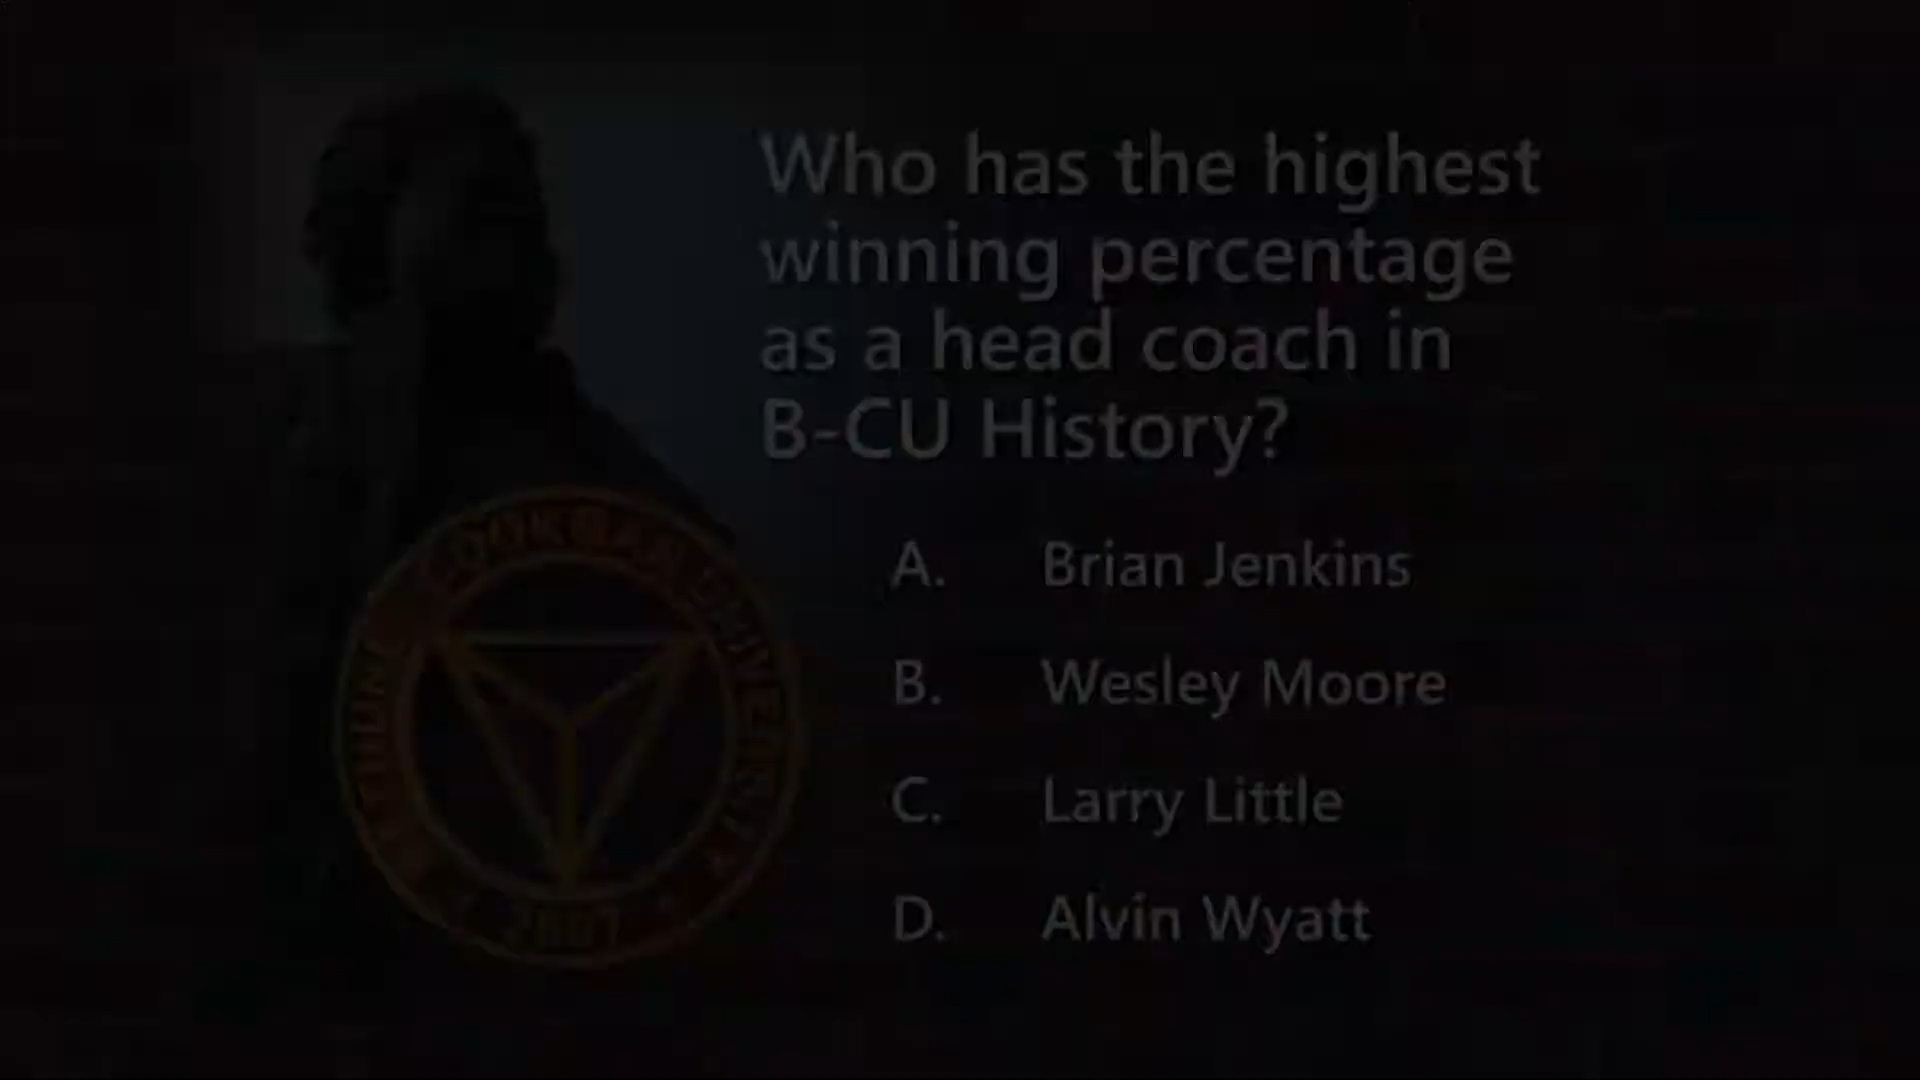 Who has the highest
winning percentage
as a head coach in
B-CU History?
A. Brian Jenkins
B. Wesley Moore
C. Larry Little
D. Alvin Wyatt